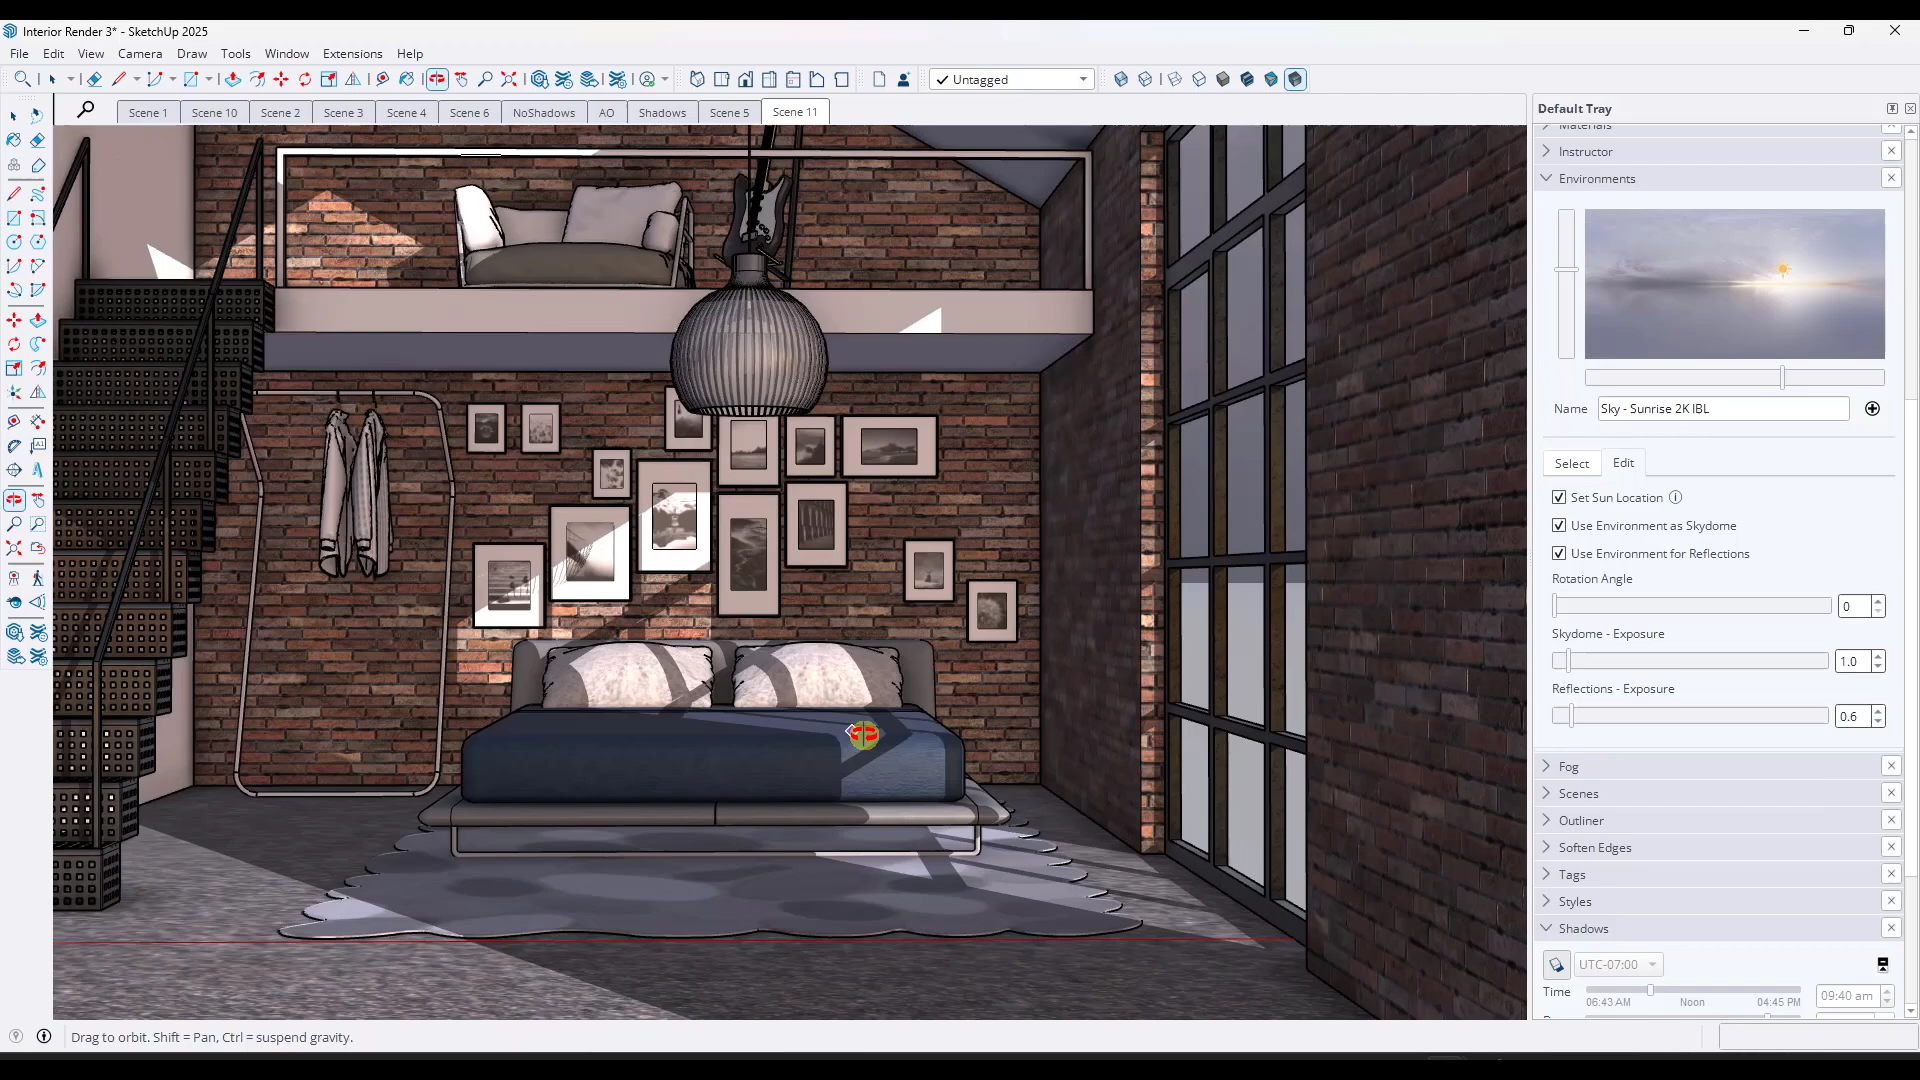 Interior Render 3* - SketchUp 2025
File Edit View Camera Draw Tools Window Extensions Help
Untagged
Scene 1 Scene 10 Scene 2 Scene 3 Scene 4 Scene 6 NoShadows AO Shadows Scene 5 Scene 11
Default Tray
Materials
Instructor
Environments
Name Sky - Sunrise 2K IBL
Select Edit
Set Sun Location
Use Environment as Skydome
Use Environment for Reflections
Rotation Angle
0
Skydome - Exposure
1.0
Reflections - Exposure
0.6
Fog
Scenes
Outliner
Soften Edges
Tags
Styles
Shadows
UTC-07:00
Time 09:40 am
06:43 AM Noon 04:45 PM
Drag to orbit. Shift = Pan, Ctrl = suspend gravity.